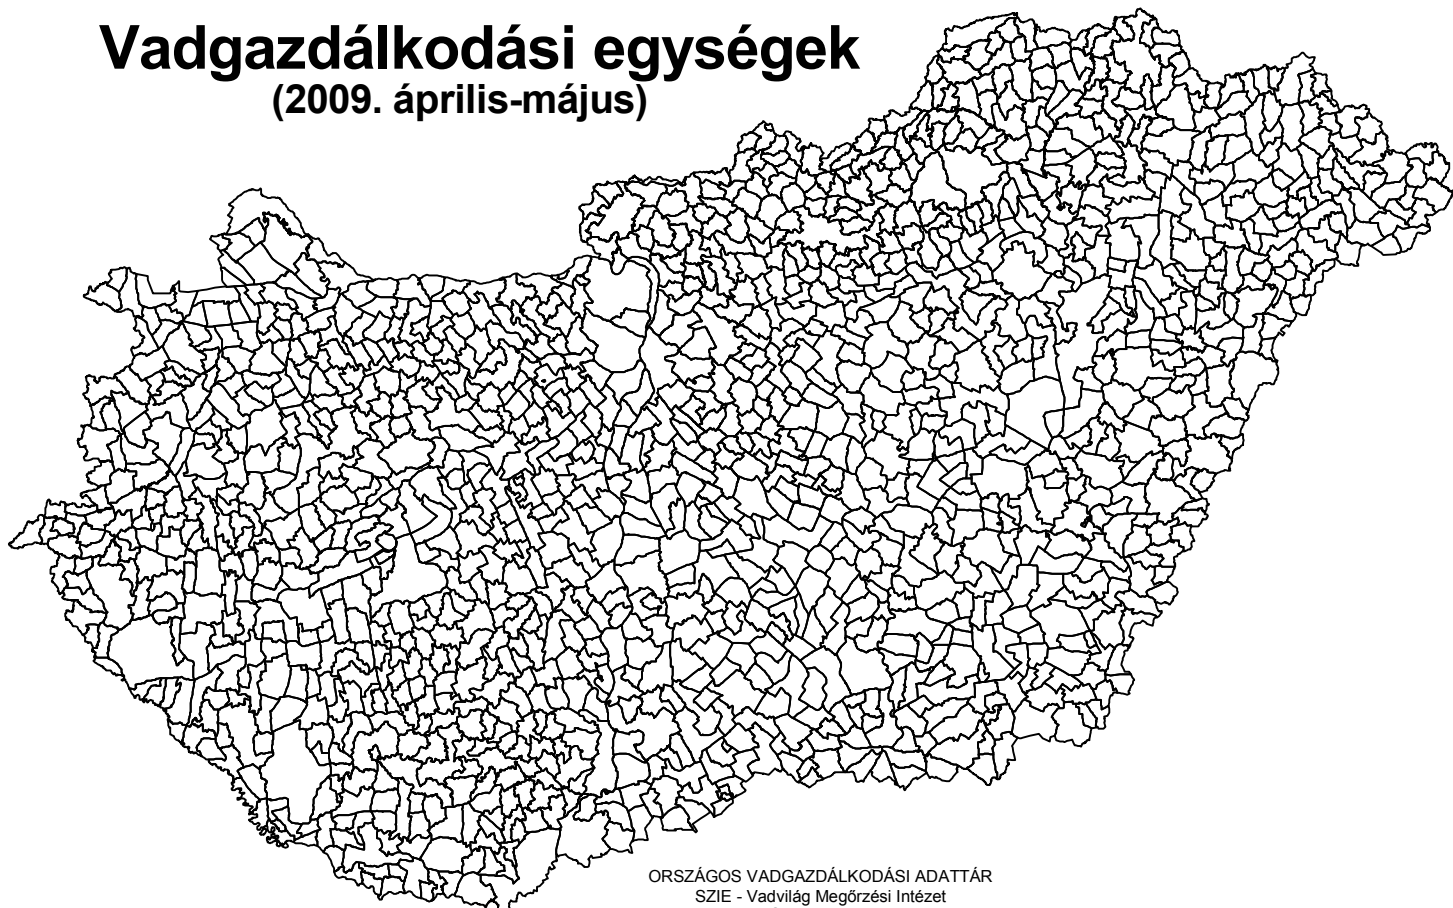 Vadgazdálkodási egységek
(2009. április-május)
ORSZÁGOS VADGAZDÁLKODÁSI ADATTÁR
SZIE - Vadvilág Megőrzési Intézet